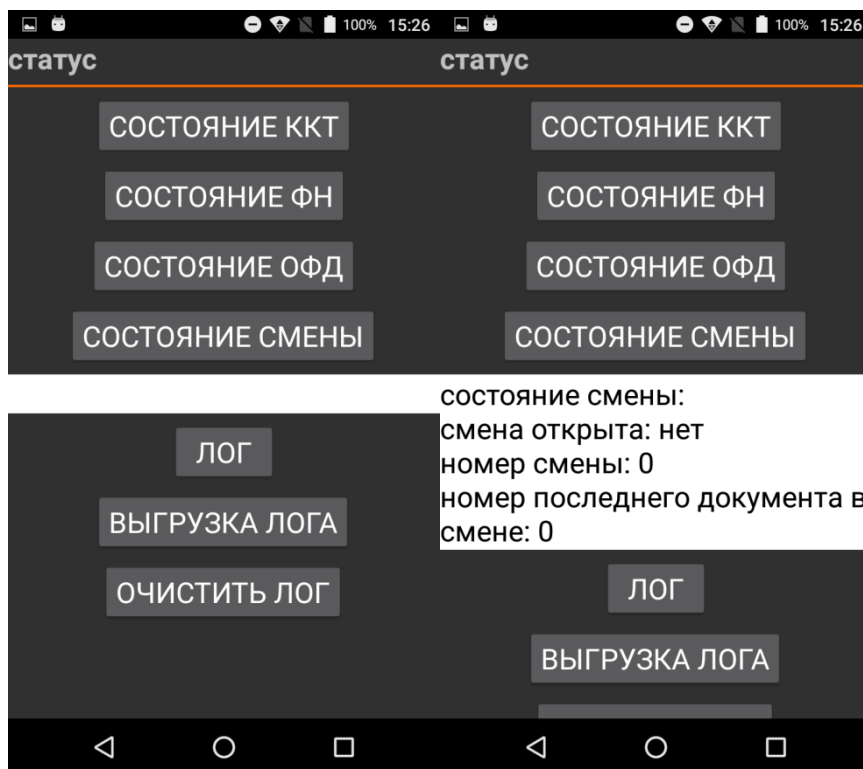 100% 15:26
статус
СОСТОЯНИЕ ККТ
СОСТОЯНИЕ ФН
СОСТОЯНИЕ ОФД
СОСТОЯНИЕ СМЕНЫ
ЛОГ
ВЫГРУЗКА ЛОГА
ОЧИСТИТЬ ЛОГ
100% 15:26
статус
СОСТОЯНИЕ ККТ
СОСТОЯНИЕ ФН
СОСТОЯНИЕ ОФД
СОСТОЯНИЕ СМЕНЫ
состояние смены:
смена открыта: нет
номер смены: 0
номер последнего документа в
смене: 0
ЛОГ
ВЫГРУЗКА ЛОГА